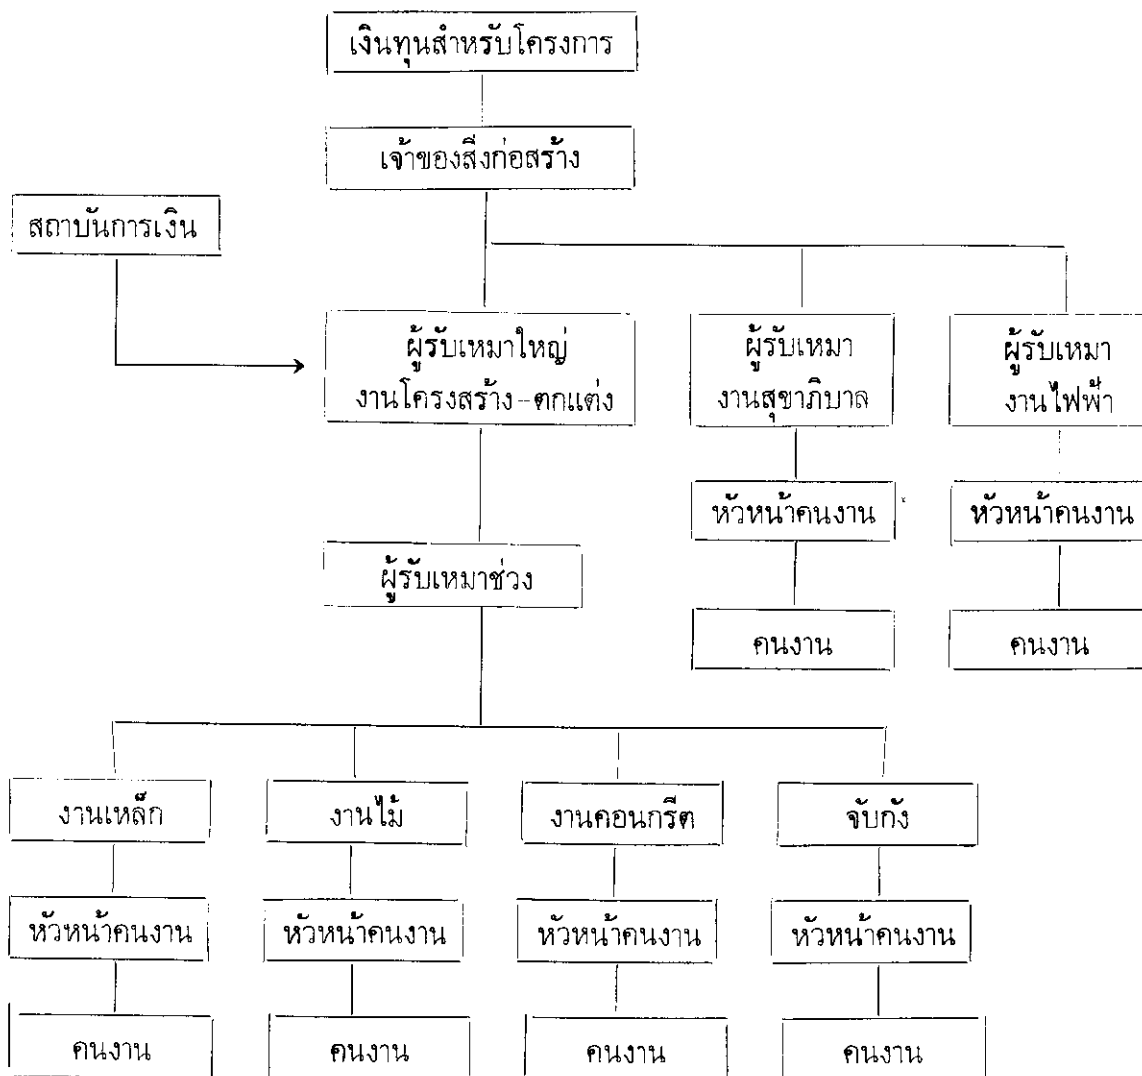 เงินทุนสำหรับโครงการ
เจ้าของสิ่งก่อสร้าง
สถาบันการเงิน
ผู้รับเหมาใหญ่
งานโครงสร้าง-ตกแต่ง
ผู้รับเหมา
งานสุขาภิบาล
ผู้รับเหมา
งานไฟฟ้า
หัวหน้าคนงาน
หัวหน้าคนงาน
ผู้รับเหมาช่วง
คนงาน
คนงาน
งานเหล็ก
งานไม้
งานคอนกรีต
จับกัง
หัวหน้าคนงาน
หัวหน้าคนงาน
หัวหน้าคนงาน
หัวหน้าคนงาน
คนงาน
คนงาน
คนงาน
คนงาน